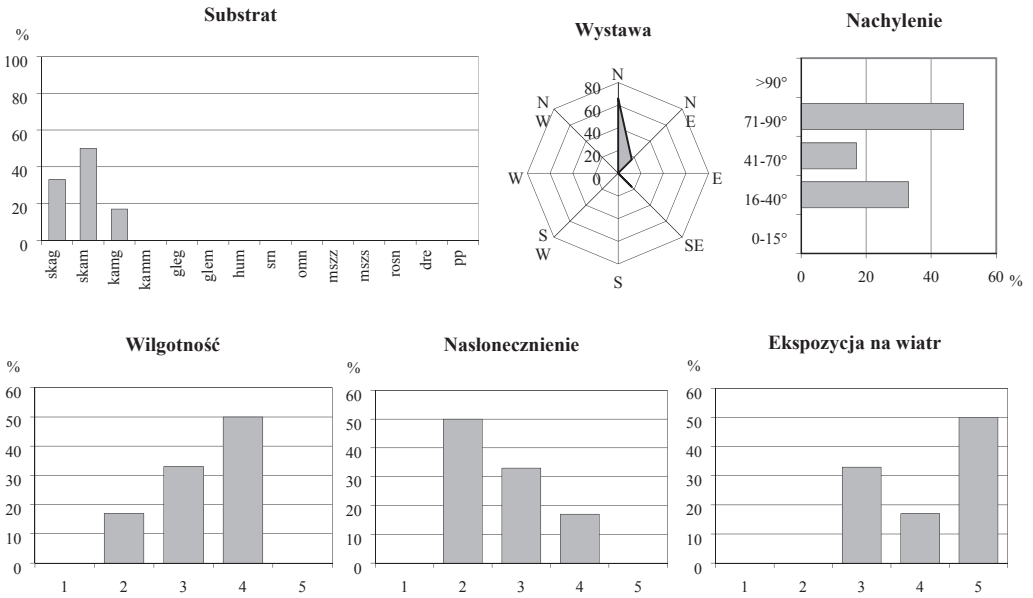 Substrat
%
100
80
60
40
20
0
skag
skam
kamg
kamm
gleg
glem
hum
srn
omn
mszz
mszs
rosn
dre
pp
Wystawa
N
N
E
E
SE
S
S
W
W
N
W
80
60
40
20
0
Nachylenie
>90°
71-90°
41-70°
16-40°
0-15°
0 20 40 60 %
Wilgotność
%
60
50
40
30
20
10
0
1 2 3 4 5
Nasłonecznienie
%
60
50
40
30
20
10
0
1 2 3 4 5
Ekspozycja na wiatr
%
60
50
40
30
20
10
0
1 2 3 4 5